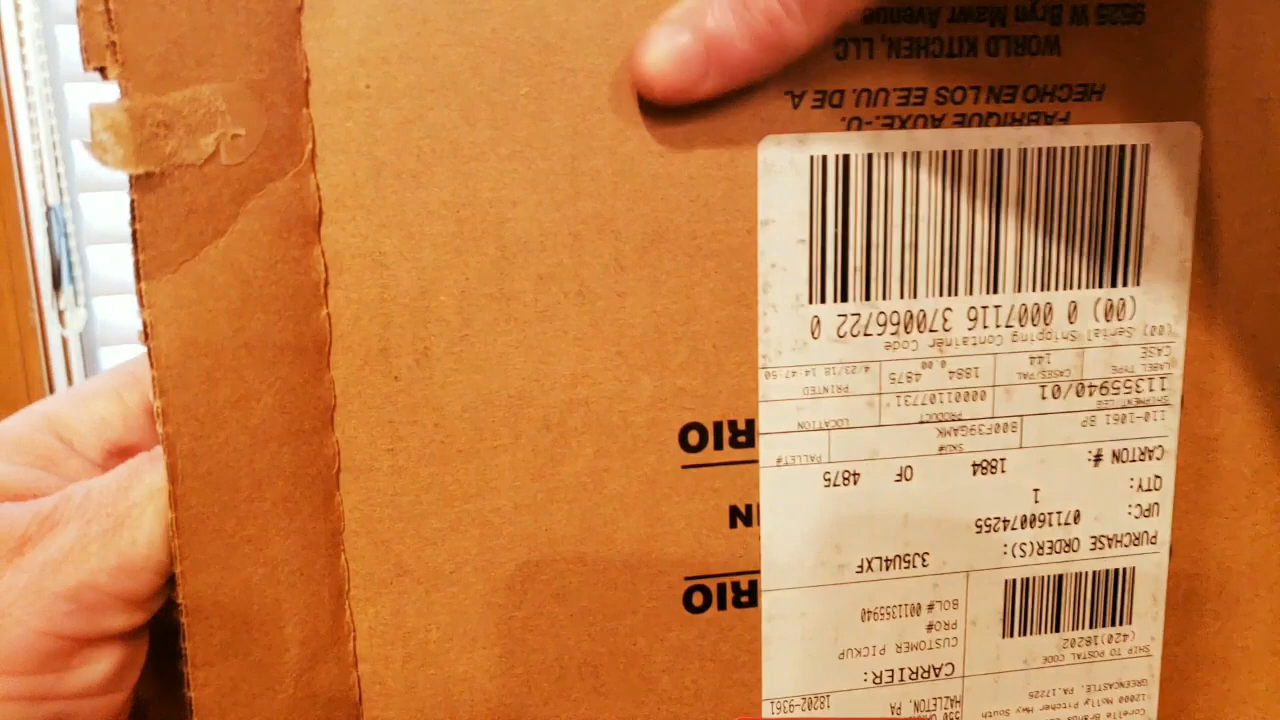 Corelle Brands
12000 Molly Pitcher Hwy South
GREENCASTLE, PA.17225
HAZLETON, PA
18202-9361
SHIP TO POSTAL CODE
(420)18202
CARRIER:
CUSTOMER PICKUP
PRO#
BOL# 0011355940
PURCHASE ORDER(S): 3J5U4LXF
UPC: 071160074255
QTY: 1
CARTON #: 1884 OF 4875
110-1061 BP
SKU#
B00F39GAMK
PALLET#
SHIPMENT LEG
11355940/01
PRODUCT
00001107731
LOCATION
LABEL TYPE
CASE
CASES/PAL
144
1884 4875
0.00
PRINTED
4/23/18 14:47:50
(00) Serial Shipping Container Code
(00) 0 0007116 370066722 0
RIO
IN
RIO
FABRIQUE AUXE.-U.
HECHO EN LOS EE.UU. DE A.
WORLD KITCHEN, LLC
9525 W Bryn Mawr Avenue